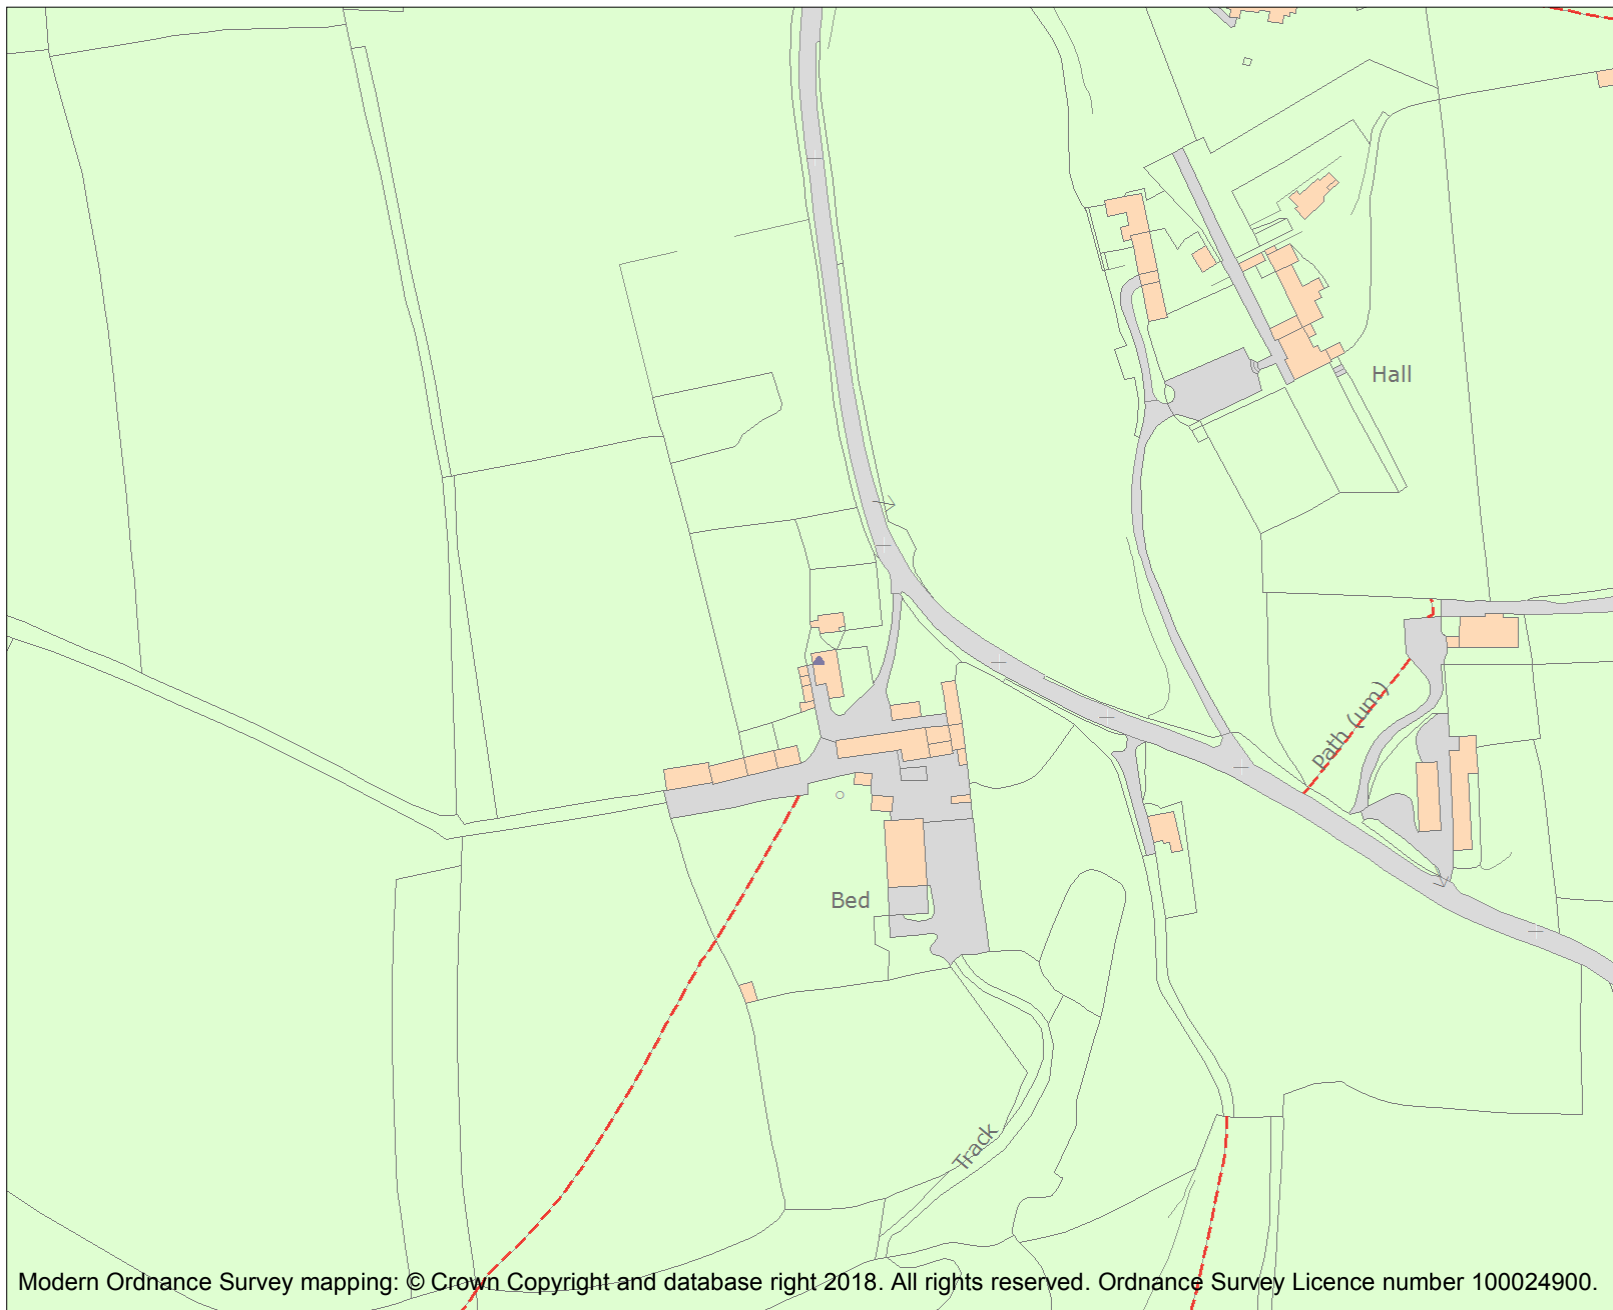 Hall
Path (um)
Bed
Track
Modern Ordnance Survey mapping: © Crown Copyright and database right 2018. All rights reserved. Ordnance Survey Licence number 100024900.